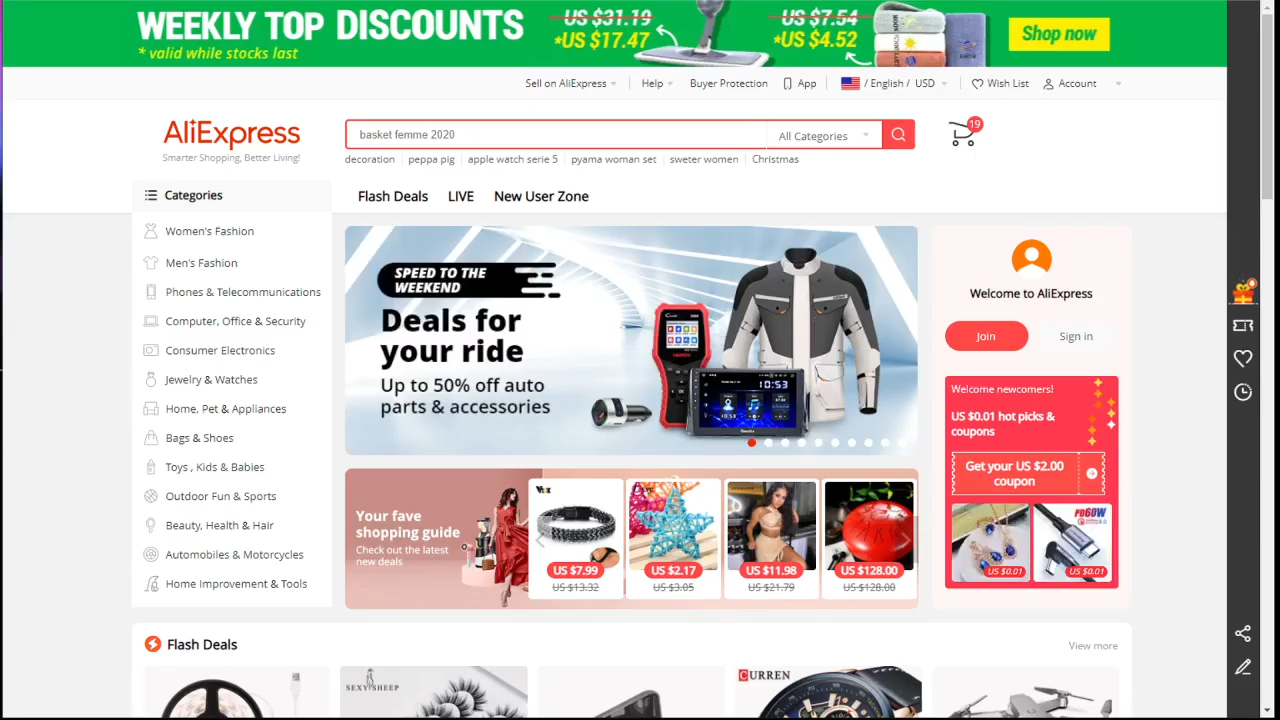 WEEKLY TOP DISCOUNTS
* valid while stocks last
US $31.19
*US $17.47
US $7.54
*US $4.52
Shop now
Sell on AliExpress
Help
Buyer Protection
App
/ English / USD
Wish List
Account
AliExpress
Smarter Shopping, Better Living!
basket femme 2020
All Categories
19
decoration
peppa pig
apple watch serie 5
pyama woman set
sweter women
Christmas
Categories
Flash Deals
LIVE
New User Zone
Women's Fashion
Men's Fashion
Phones & Telecommunications
Computer, Office & Security
Consumer Electronics
Jewelry & Watches
Home, Pet & Appliances
Bags & Shoes
Toys , Kids & Babies
Outdoor Fun & Sports
Beauty, Health & Hair
Automobiles & Motorcycles
Home Improvement & Tools
SPEED TO THE
WEEKEND
Deals for
your ride
Up to 50% off auto
parts & accessories
10:53
Welcome to AliExpress
Join
Sign in
Welcome newcomers!
US $0.01 hot picks &
coupons
Get your US $2.00
coupon
PD60W
US $0.01
US $0.01
Your fave
shopping guide
Check out the latest
new deals
US $7.99
US $13.32
US $2.17
US $3.05
US $11.98
US $21.79
US $128.00
US $128.00
Flash Deals
View more
SEXYSHEEP
CURREN